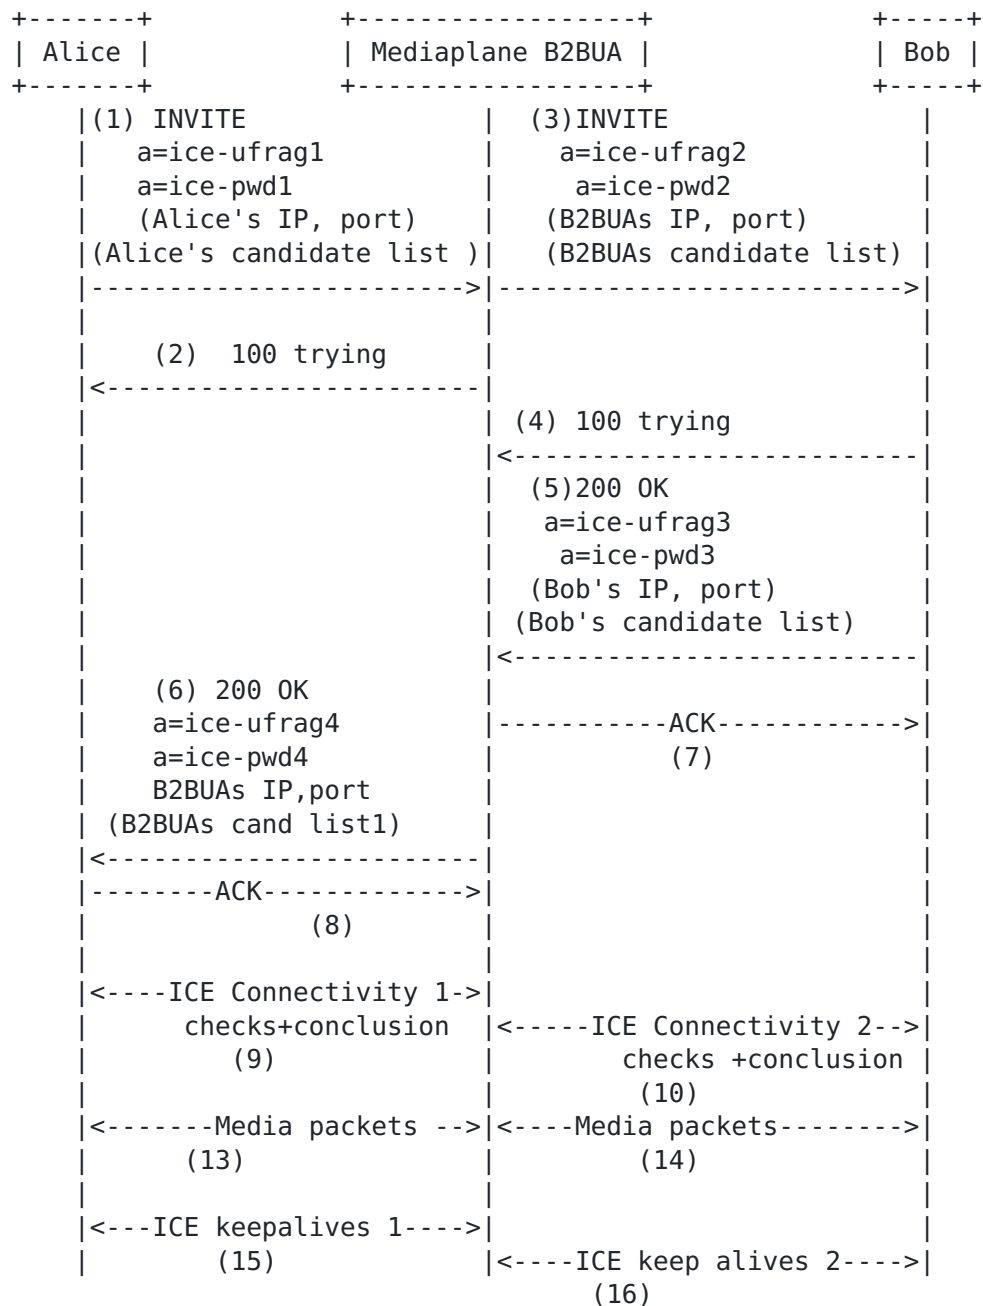 +-------+            +------------------+              +-----+
| Alice |            | Mediaplane B2BUA |              | Bob |
+-------+            +------------------+              +-----+
    |(1) INVITE               |  (3)INVITE                |
    |   a=ice-ufrag1          |    a=ice-ufrag2           |
    |   a=ice-pwd1            |     a=ice-pwd2            |
    |   (Alice's IP, port)    |   (B2BUAs IP, port)       |
    |(Alice's candidate list )|   (B2BUAs candidate list) |
    |------------------------>|-------------------------->|
    |                         |                           |
    |    (2)  100 trying      |                           |
    |<------------------------|                           |
    |                         | (4) 100 trying            |
    |                         |<--------------------------|
    |                         |  (5)200 OK                |
    |                         |   a=ice-ufrag3            |
    |                         |    a=ice-pwd3             |
    |                         |  (Bob's IP, port)         |
    |                         | (Bob's candidate list)    |
    |                         |<--------------------------|
    |    (6) 200 OK           |                           |
    |    a=ice-ufrag4         |-----------ACK------------>|
    |    a=ice-pwd4           |           (7)             |
    |    B2BUAs IP,port       |                           |
    | (B2BUAs cand list1)     |                           |
    |<------------------------|                           |
    |--------ACK------------->|                           |
    |              (8)        |                           |
    |                         |                           |
    |<----ICE Connectivity 1->|                           |
    |      checks+conclusion  |<-----ICE Connectivity 2-->|
    |         (9)             |        checks +conclusion |
    |                         |         (10)              |
    |<-------Media packets -->|<----Media packets-------->|
    |      (13)               |         (14)              |
    |                         |                           |
    |<---ICE keepalives 1---->|                           |
    |        (15)             |<----ICE keep alives 2---->|
                                     (16)